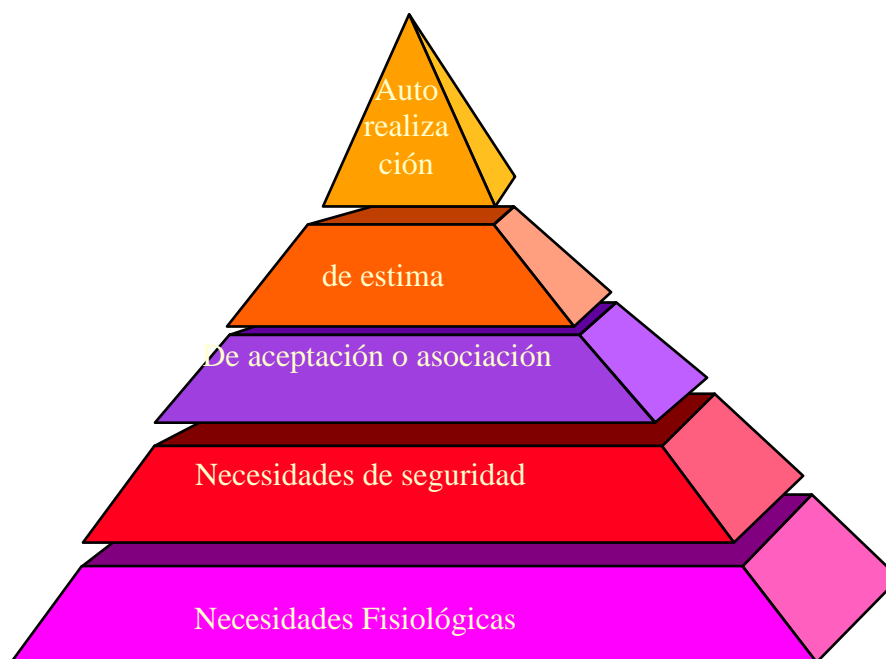 Auto
realiza
ción
de estima
De aceptación o asociación
Necesidades de seguridad
Necesidades Fisiológicas